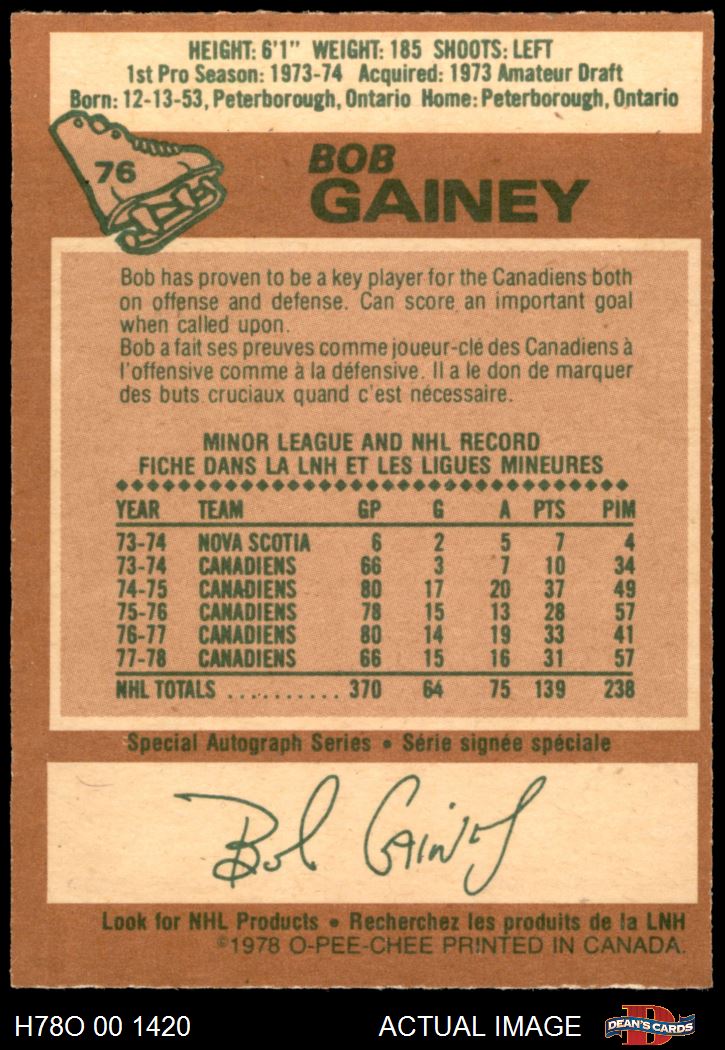 HEIGHT: 6'1" WEIGHT: 185 SHOOTS: LEFT
1st Pro Season: 1973-74 Acquired: 1973 Amateur Draft
Born: 12-13-53, Peterborough, Ontario Home: Peterborough, Ontario
76
BOB
GAINEY
Bob has proven to be a key player for the Canadiens both
on offense and defense. Can score an important goal
when called upon.
Bob a fait ses preuves comme joueur-clé des Canadiens à
l'offensive comme à la défensive. Il a le don de marquer
des buts cruciaux quand c'est nécessaire.
MINOR LEAGUE AND NHL RECORD
FICHE DANS LA LNH ET LES LIGUES MINEURES
YEAR TEAM GP G A PTS PIM
73-74 NOVA SCOTIA 6 2 5 7 4
73-74 CANADIENS 66 3 7 10 34
74-75 CANADIENS 80 17 20 37 49
75-76 CANADIENS 78 15 13 28 57
76-77 CANADIENS 80 14 19 33 41
77-78 CANADIENS 66 15 16 31 57
NHL TOTALS .......... 370 64 75 139 238
Special Autograph Series • Série signée spéciale
Bob Gainey
Look for NHL Products • Recherchez les produits de la LNH
©1978 O-PEE-CHEE PRINTED IN CANADA.
H78O 00 1420 ACTUAL IMAGE DEAN'S CARDS